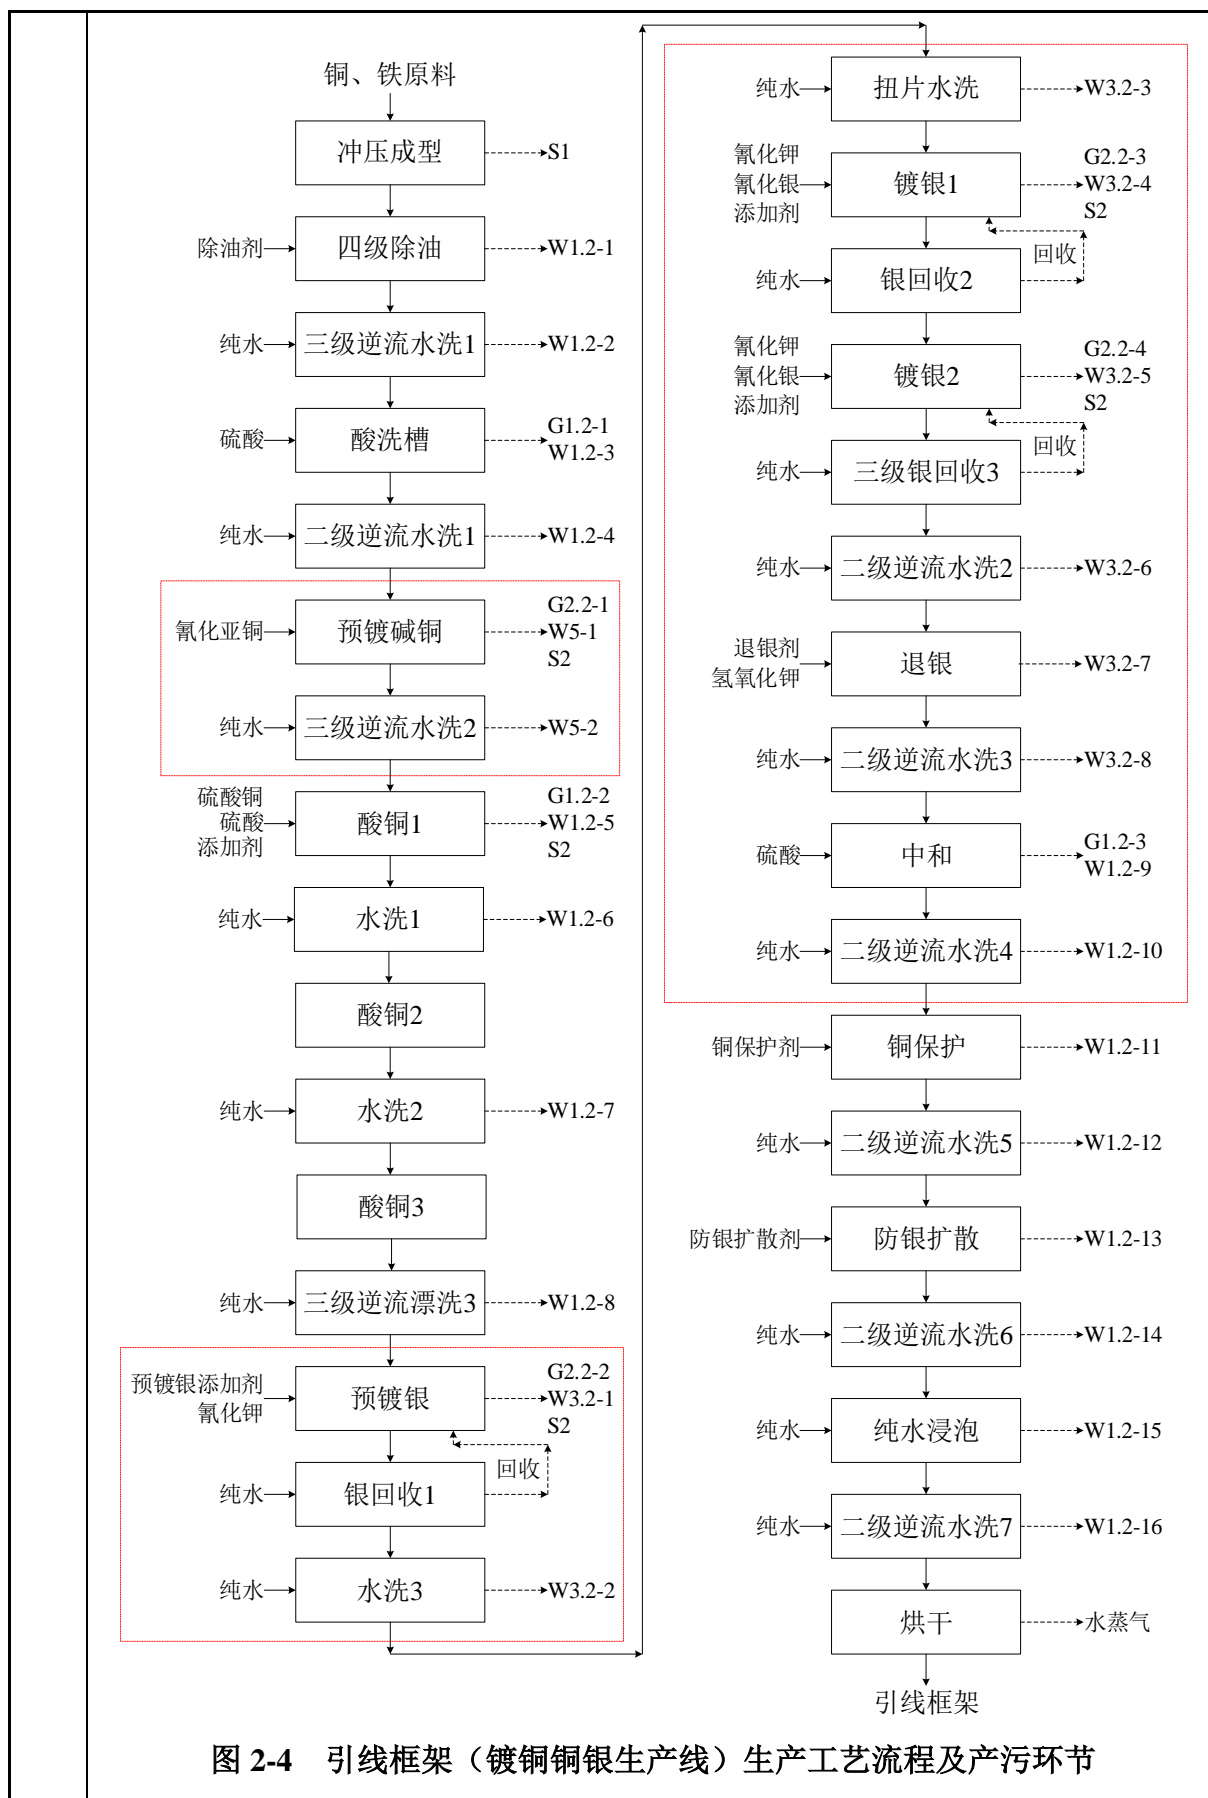 铜、铁原料
冲压成型
S1
除油剂
四级除油
W1.2-1
纯水
三级逆流水洗1
W1.2-2
硫酸
酸洗槽
G1.2-1
W1.2-3
纯水
二级逆流水洗1
W1.2-4
氰化亚铜
预镀碱铜
G2.2-1
W5-1
S2
纯水
三级逆流水洗2
W5-2
硫酸铜
硫酸
添加剂
酸铜1
G1.2-2
W1.2-5
S2
纯水
水洗1
W1.2-6
酸铜2
纯水
水洗2
W1.2-7
酸铜3
纯水
三级逆流漂洗3
W1.2-8
预镀银添加剂
氰化钾
预镀银
G2.2-2
W3.2-1
S2
回收
纯水
银回收1
纯水
水洗3
W3.2-2
纯水
扭片水洗
W3.2-3
氰化钾
氰化银
添加剂
镀银1
G2.2-3
W3.2-4
S2
回收
纯水
银回收2
氰化钾
氰化银
添加剂
镀银2
G2.2-4
W3.2-5
S2
回收
纯水
三级银回收3
纯水
二级逆流水洗2
W3.2-6
退银剂
氢氧化钾
退银
W3.2-7
纯水
二级逆流水洗3
W3.2-8
硫酸
中和
G1.2-3
W1.2-9
纯水
二级逆流水洗4
W1.2-10
铜保护剂
铜保护
W1.2-11
纯水
二级逆流水洗5
W1.2-12
防银扩散剂
防银扩散
W1.2-13
纯水
二级逆流水洗6
W1.2-14
纯水
纯水浸泡
W1.2-15
纯水
二级逆流水洗7
W1.2-16
烘干
水蒸气
引线框架
图 2-4 引线框架（镀铜铜银生产线）生产工艺流程及产污环节